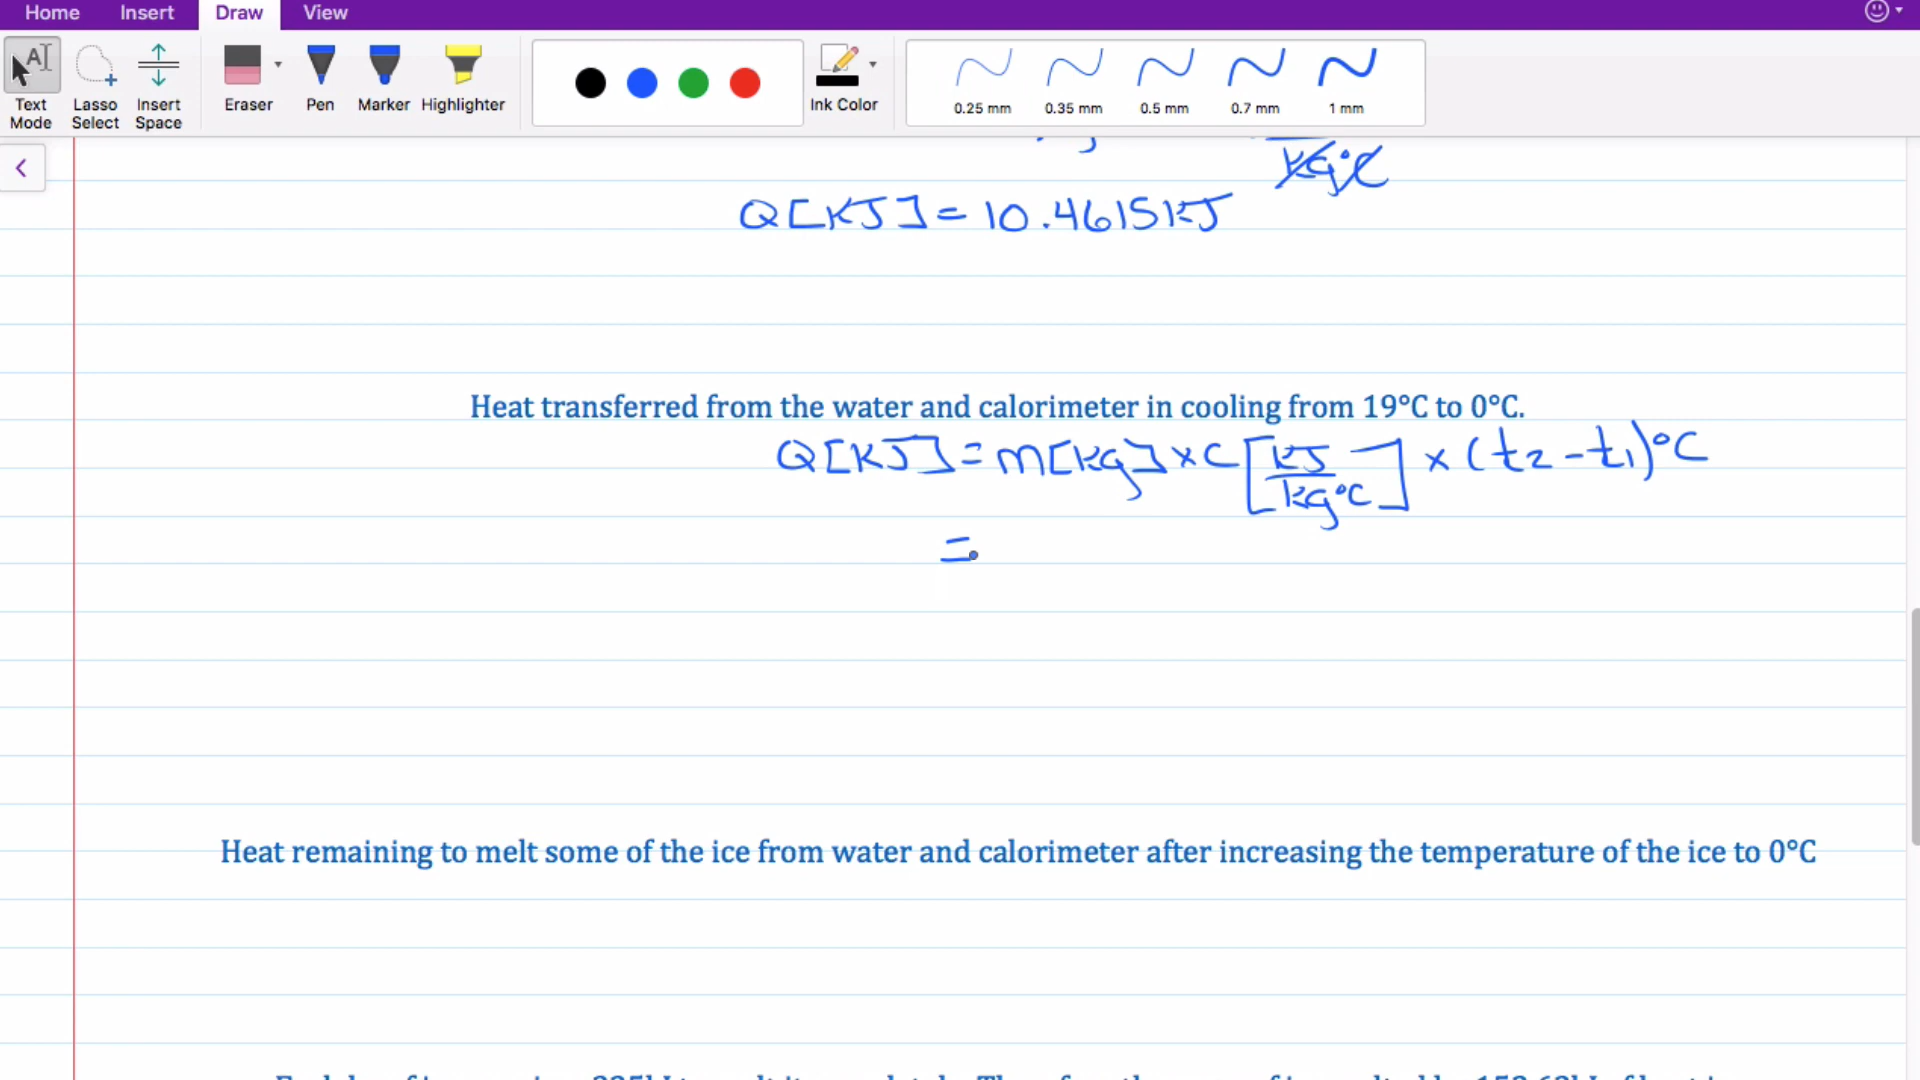 Home Insert Draw View
Text Mode
Lasso Select
Insert Space
Eraser
Pen
Marker
Highlighter
Ink Color
0.25 mm
0.35 mm
0.5 mm
0.7 mm
1 mm
kg°C
Q[KJ] = 10.4615kJ
Heat transferred from the water and calorimeter in cooling from 19°C to 0°C.
Q[KJ] = m[kg] × C [kJ/kg°C] × (t2 - t1)°C
=
Heat remaining to melt some of the ice from water and calorimeter after increasing the temperature of the ice to 0°C